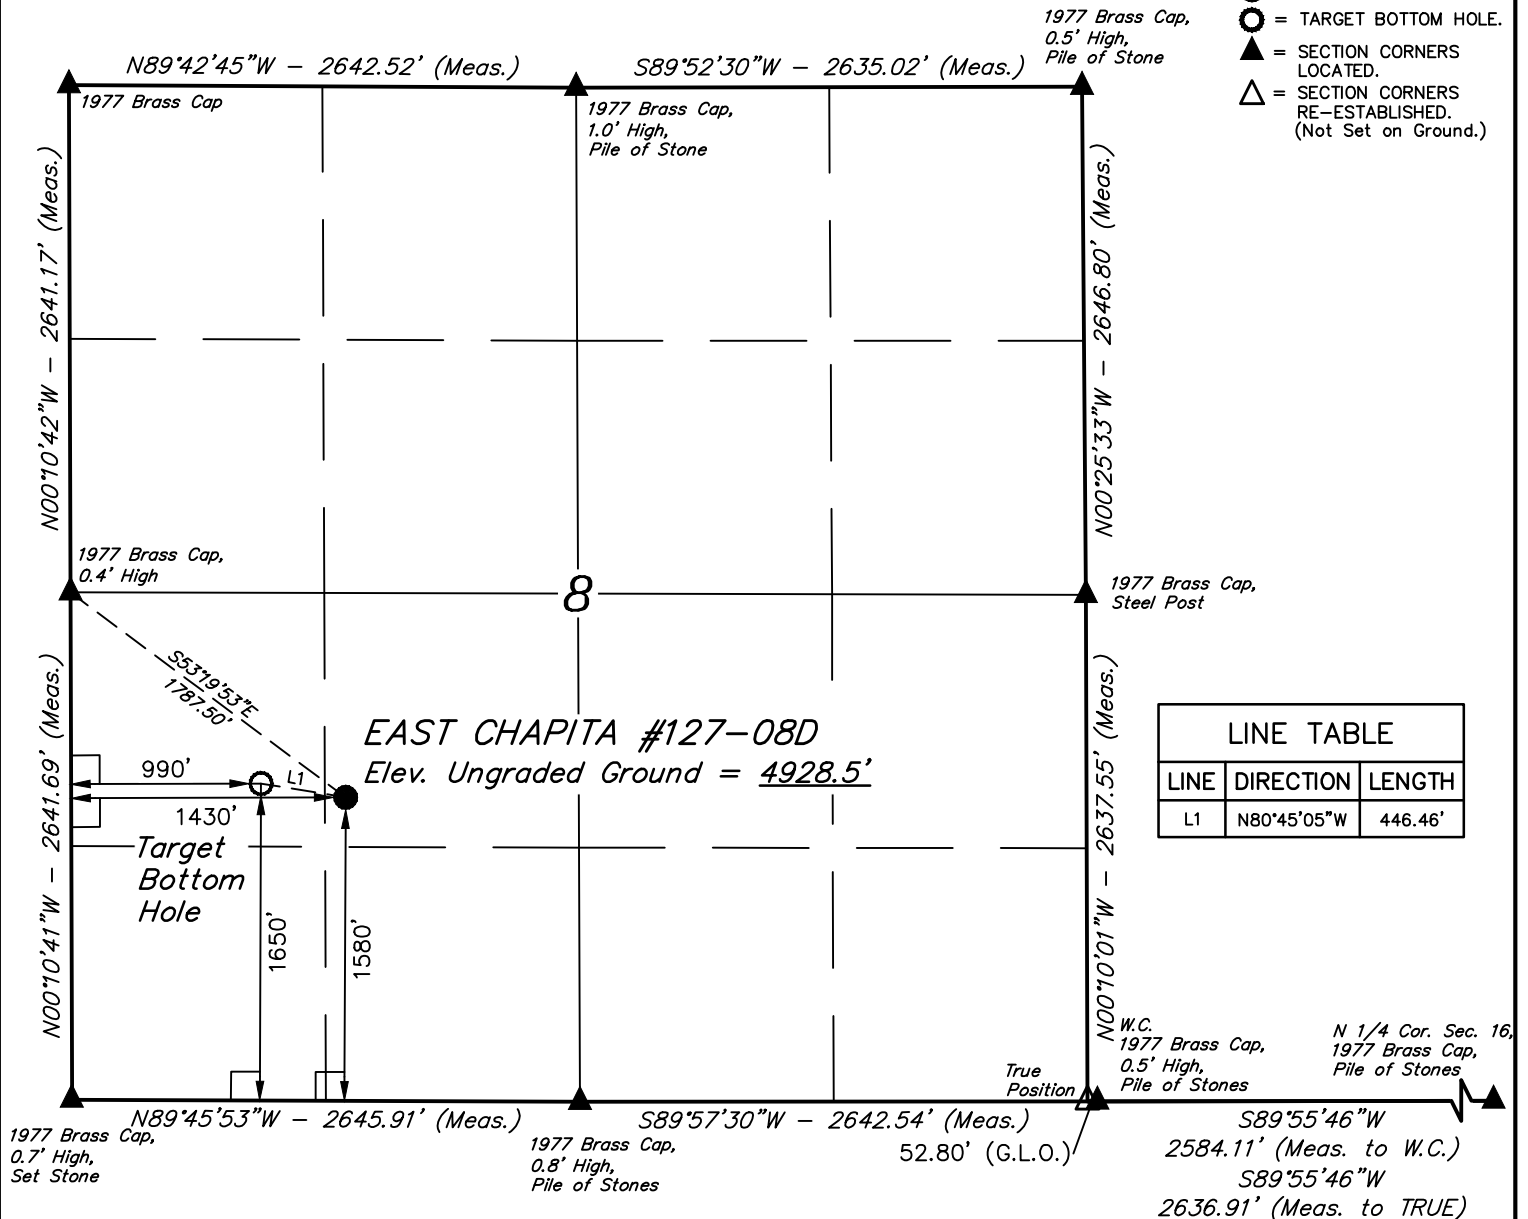 1977 Brass Cap,
0.5' High,
Pile of Stone
= TARGET BOTTOM HOLE.
= SECTION CORNERS
LOCATED.
= SECTION CORNERS
RE-ESTABLISHED.
(Not Set on Ground.)
N89°42'45"W - 2642.52' (Meas.)
S89°52'30"W - 2635.02' (Meas.)
1977 Brass Cap
1977 Brass Cap,
1.0' High,
Pile of Stone
N00°10'42"W - 2641.17' (Meas.)
N00°25'33"W - 2646.80' (Meas.)
1977 Brass Cap,
0.4' High
8
1977 Brass Cap,
Steel Post
S53°19'53"E
1787.50'
N00°10'41"W - 2641.69' (Meas.)
990'
L1
1430'
EAST CHAPITA #127-08D
Elev. Ungraded Ground = 4928.5'
Target
Bottom
Hole
1650'
1580'
N00°10'01"W - 2637.55' (Meas.)
LINE TABLE
LINE DIRECTION LENGTH
L1 N80°45'05"W 446.46'
True
Position
W.C.
1977 Brass Cap,
0.5' High,
Pile of Stones
N 1/4 Cor. Sec. 16,
1977 Brass Cap,
Pile of Stones
N89°45'53"W - 2645.91' (Meas.)
S89°57'30"W - 2642.54' (Meas.)
1977 Brass Cap,
0.7' High,
Set Stone
1977 Brass Cap,
0.8' High,
Pile of Stones
52.80' (G.L.O.)
S89°55'46"W
2584.11' (Meas. to W.C.)
S89°55'46"W
2636.91' (Meas. to TRUE)